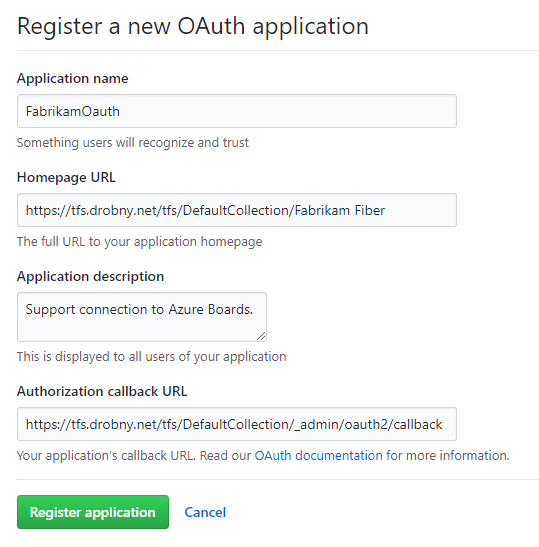 Register a new OAuth application
Application name
FabrikamOauth
Something users will recognize and trust
Homepage URL
https://tfs.drobny.net/tfs/DefaultCollection/Fabrikam Fiber
The full URL to your application homepage
Application description
Support connection to Azure Boards.
This is displayed to all users of your application
Authorization callback URL
https://tfs.drobny.net/tfs/DefaultCollection/_admin/oauth2/callback
Your application's callback URL. Read our OAuth documentation for more information.
Register application Cancel